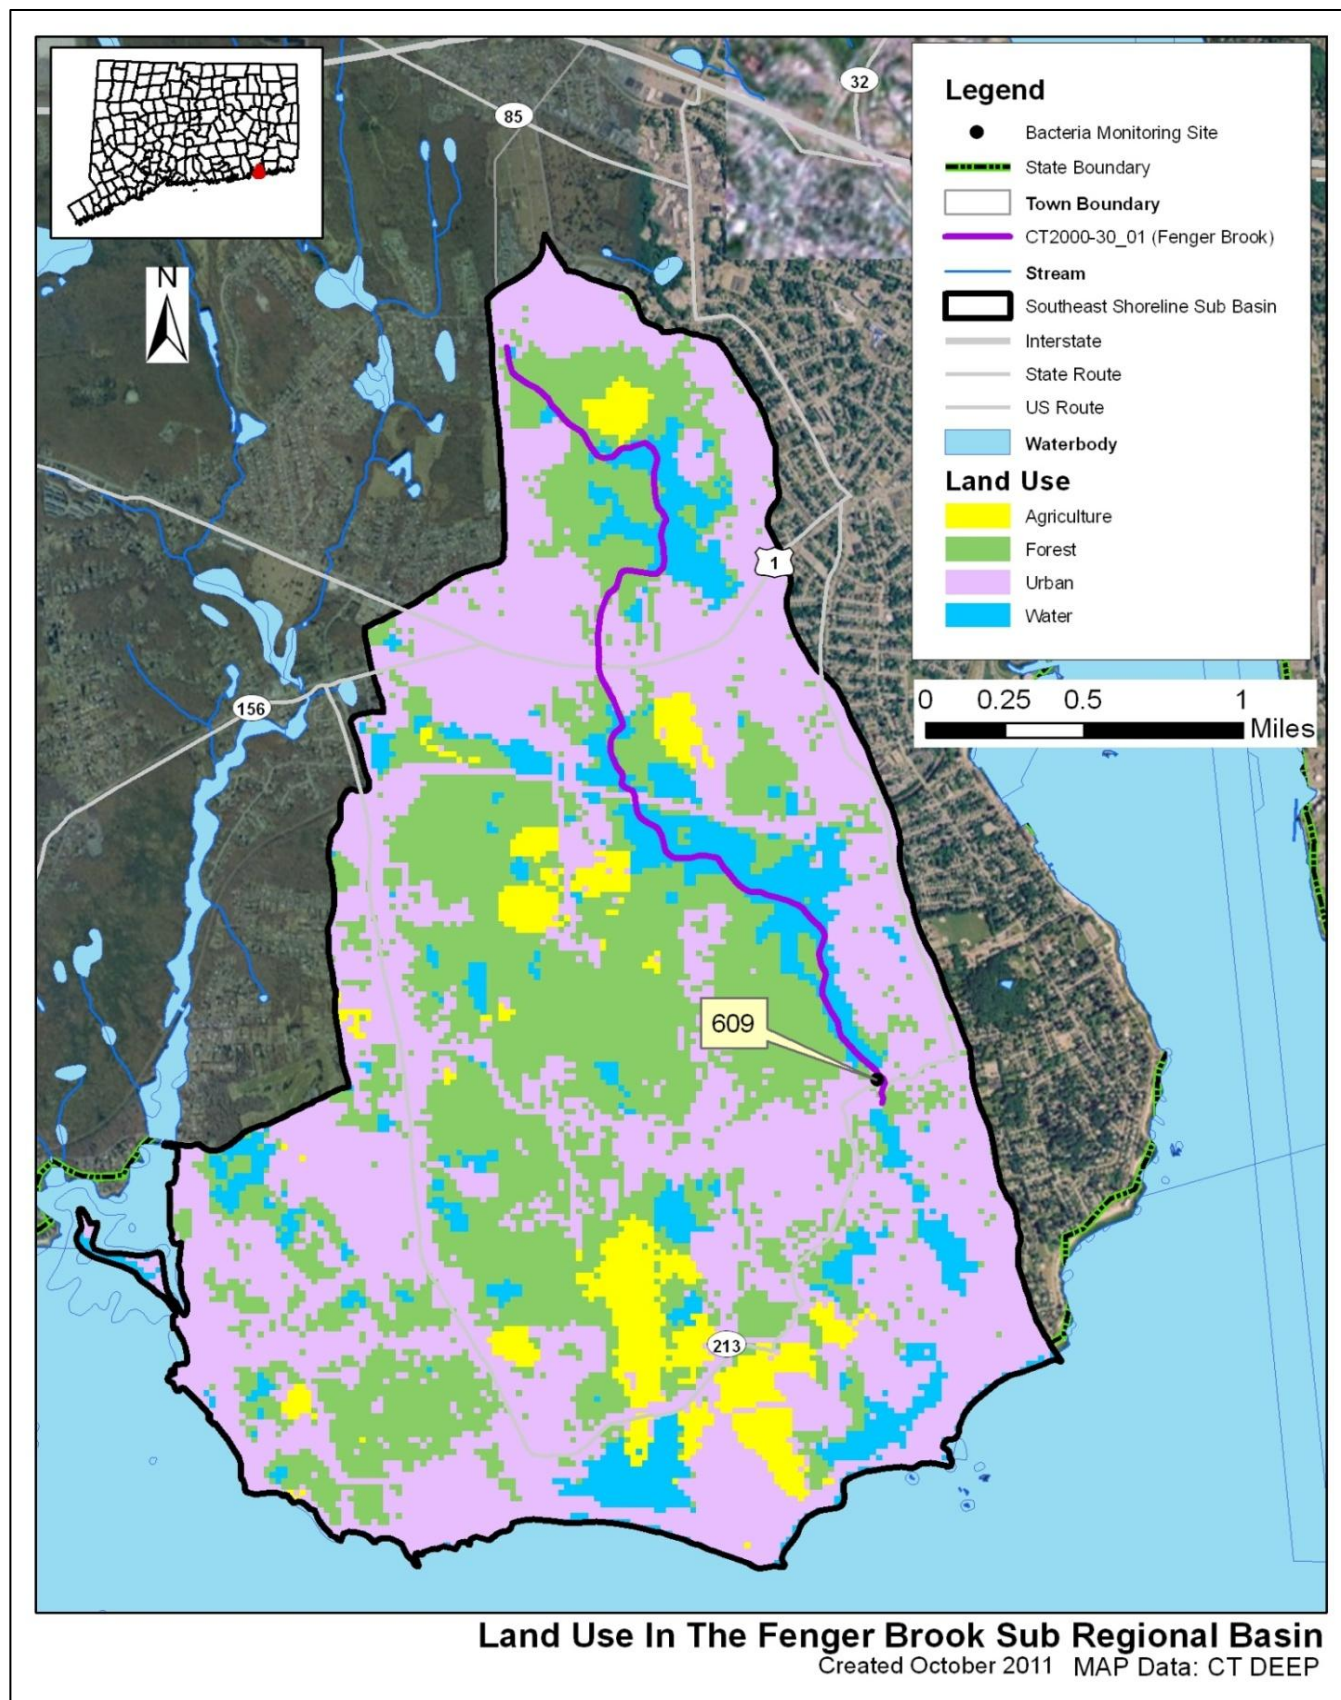 85
32
N
1
156
609
213
Legend
Bacteria Monitoring Site
State Boundary
Town Boundary
CT2000-30_01 (Fenger Brook)
Stream
Southeast Shoreline Sub Basin
Interstate
State Route
US Route
Waterbody
Land Use
Agriculture
Forest
Urban
Water
0 0.25 0.5 1
Miles
Land Use In The Fenger Brook Sub Regional Basin
Created October 2011 MAP Data: CT DEEP